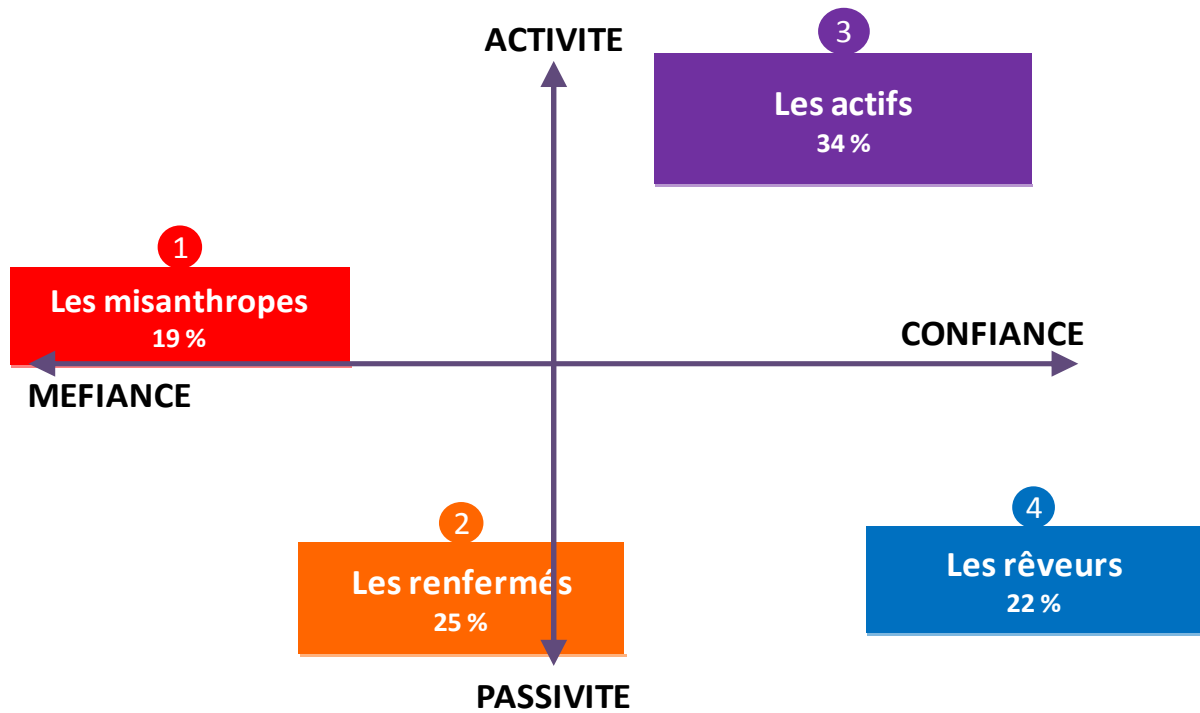 ACTIVITE
3
Les actifs
34 %
1
Les misanthropes
19 %
CONFIANCE
MEFIANCE
2
Les renfermés
25 %
4
Les rêveurs
22 %
PASSIVITE